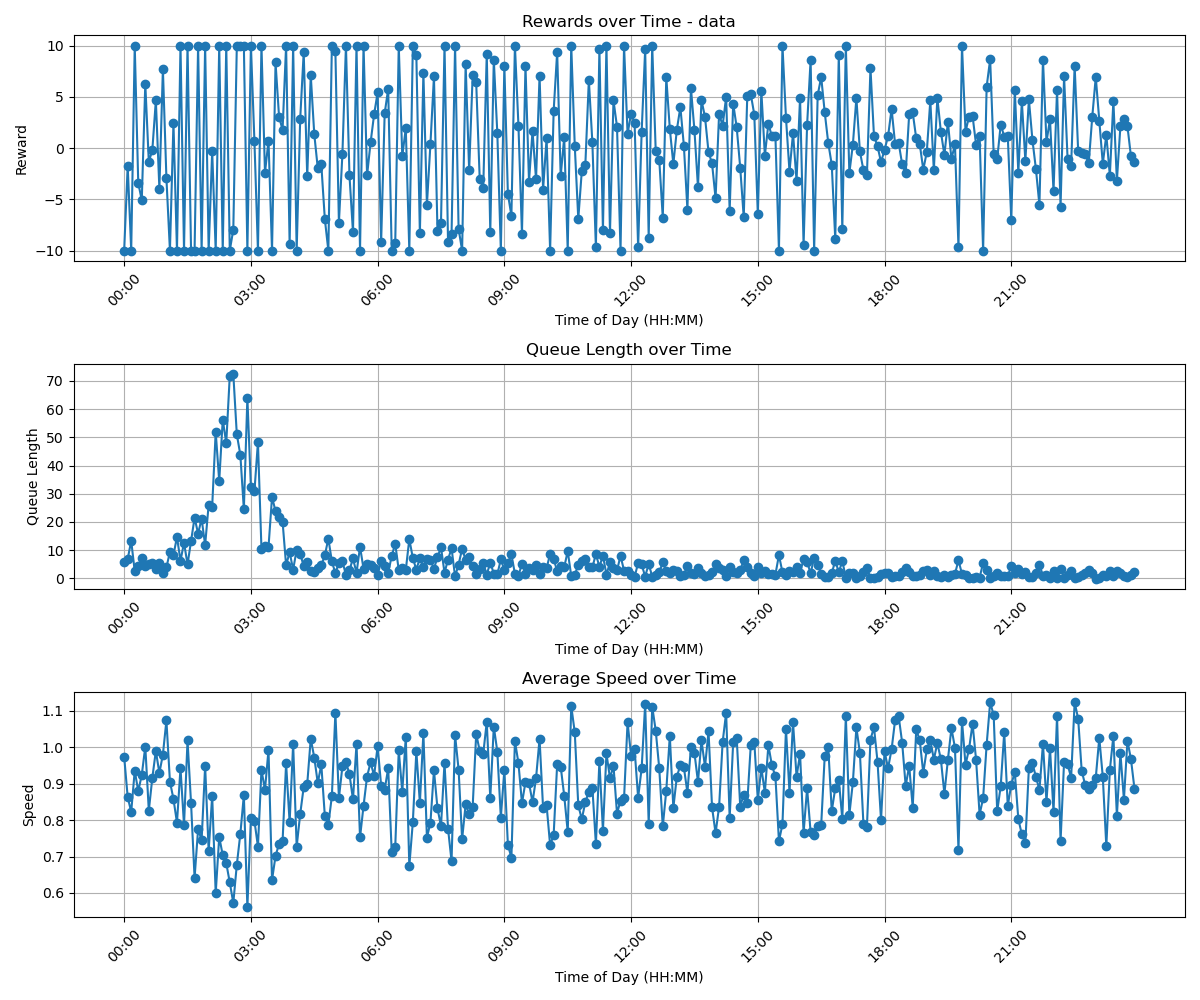 Rewards over Time - data
Reward
10
5
0
−5
−10
00:00 03:00 06:00 09:00 12:00 15:00 18:00 21:00
Time of Day (HH:MM)
Queue Length over Time
Queue Length
70
60
50
40
30
20
10
0
00:00 03:00 06:00 09:00 12:00 15:00 18:00 21:00
Time of Day (HH:MM)
Average Speed over Time
Speed
1.1
1.0
0.9
0.8
0.7
0.6
00:00 03:00 06:00 09:00 12:00 15:00 18:00 21:00
Time of Day (HH:MM)